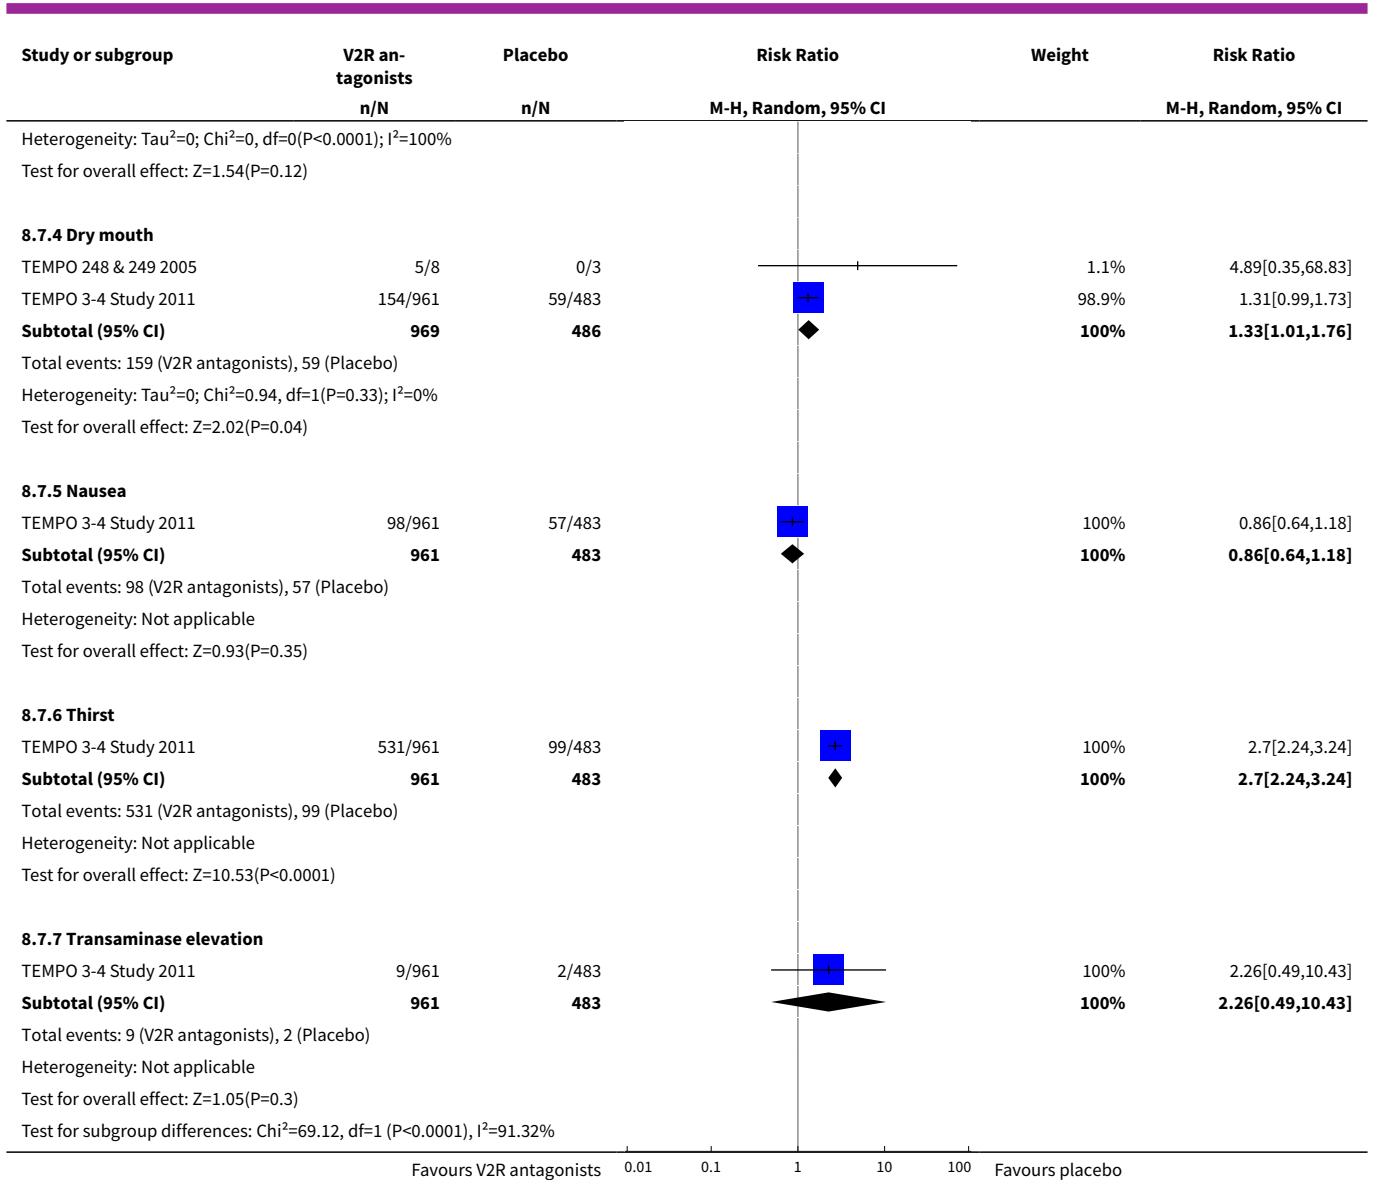 Study or subgroup V2R an- Placebo Risk Ratio Weight Risk Ratio
tagonists
n/N n/N M-H, Random, 95% CI M-H, Random, 95% CI
Heterogeneity: Tau²=0; Chi²=0, df=0(P<0.0001); I²=100%
Test for overall effect: Z=1.54(P=0.12)
8.7.4 Dry mouth
TEMPO 248 & 249 2005 5/8 0/3 1.1% 4.89[0.35,68.83]
TEMPO 3-4 Study 2011 154/961 59/483 98.9% 1.31[0.99,1.73]
Subtotal (95% CI) 969 486 100% 1.33[1.01,1.76]
Total events: 159 (V2R antagonists), 59 (Placebo)
Heterogeneity: Tau²=0; Chi²=0.94, df=1(P=0.33); I²=0%
Test for overall effect: Z=2.02(P=0.04)
8.7.5 Nausea
TEMPO 3-4 Study 2011 98/961 57/483 100% 0.86[0.64,1.18]
Subtotal (95% CI) 961 483 100% 0.86[0.64,1.18]
Total events: 98 (V2R antagonists), 57 (Placebo)
Heterogeneity: Not applicable
Test for overall effect: Z=0.93(P=0.35)
8.7.6 Thirst
TEMPO 3-4 Study 2011 531/961 99/483 100% 2.7[2.24,3.24]
Subtotal (95% CI) 961 483 100% 2.7[2.24,3.24]
Total events: 531 (V2R antagonists), 99 (Placebo)
Heterogeneity: Not applicable
Test for overall effect: Z=10.53(P<0.0001)
8.7.7 Transaminase elevation
TEMPO 3-4 Study 2011 9/961 2/483 100% 2.26[0.49,10.43]
Subtotal (95% CI) 961 483 100% 2.26[0.49,10.43]
Total events: 9 (V2R antagonists), 2 (Placebo)
Heterogeneity: Not applicable
Test for overall effect: Z=1.05(P=0.3)
Test for subgroup differences: Chi²=69.12, df=1 (P<0.0001), I²=91.32%
Favours V2R antagonists 0.01 0.1 1 10 100 Favours placebo